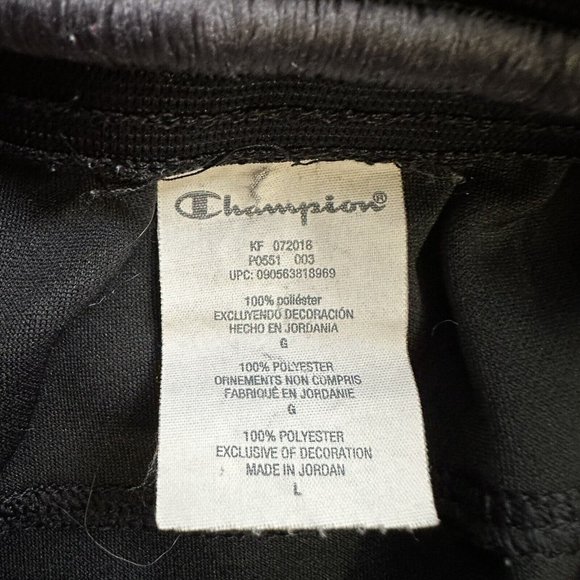 Champion®
KF 072016
P0551 003
UPC: 090563818969
100% poliéster
EXCLUYENDO DECORACIÓN
HECHO EN JORDANIA
G
100% POLYESTER
ORNEMENTS NON COMPRIS
FABRIQUÉ EN JORDANIE
G
100% POLYESTER
EXCLUSIVE OF DECORATION
MADE IN JORDAN
L